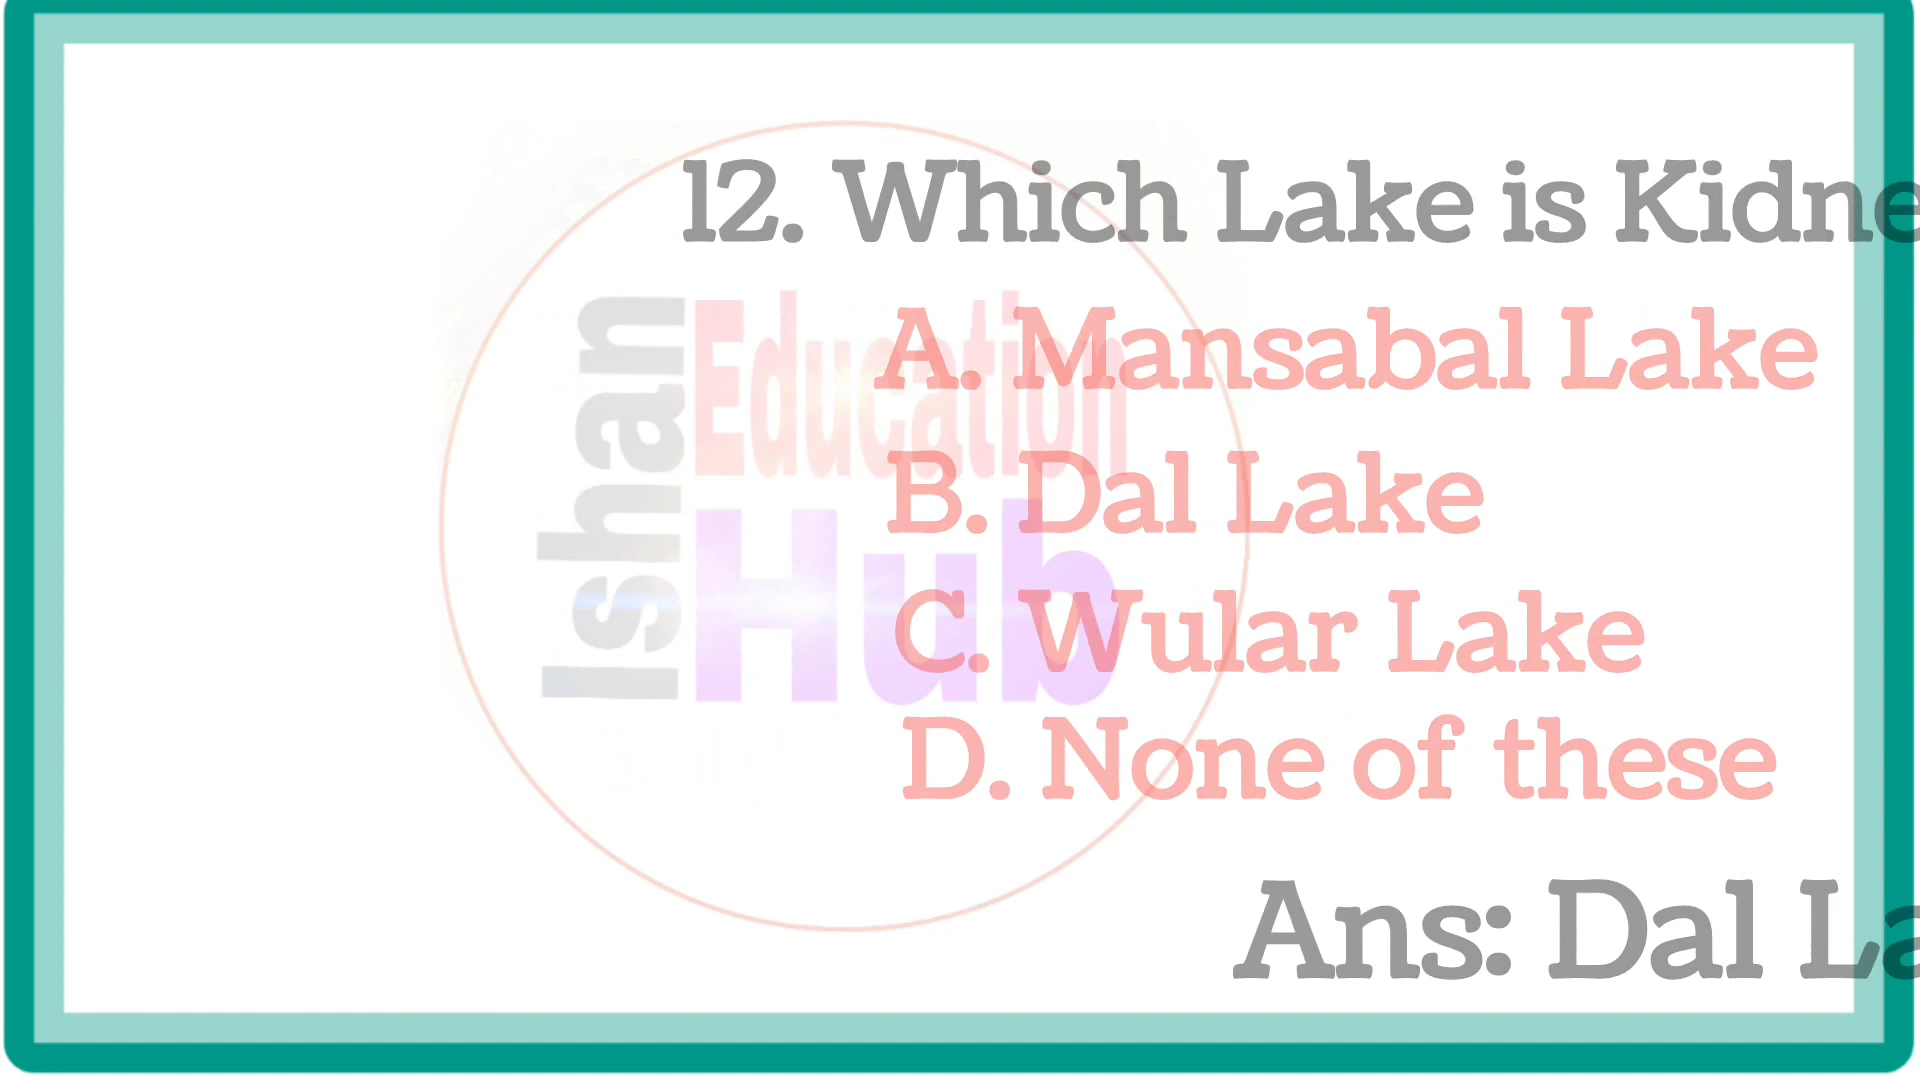 12. Which Lake is Kidne
A. Mansabal Lake
B. Dal Lake
C. Wular Lake
D. None of these
Ans: Dal La
Ishan
Education
Hub